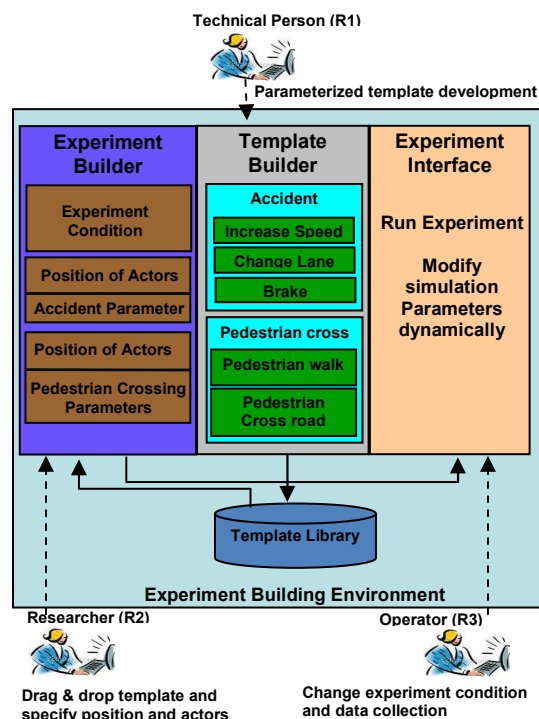 Technical Person (R1)
Parameterized template development
Experiment
Builder
Experiment
Condition
Position of Actors
Accident Parameter
Position of Actors
Pedestrian Crossing
Parameters
Template
Builder
Accident
Increase Speed
Change Lane
Brake
Pedestrian cross
Pedestrian walk
Pedestrian
Cross road
Experiment
Interface
Run Experiment
Modify
simulation
Parameters
dynamically
Template Library
Experiment Building Environment
Researcher (R2)
Drag & drop template and
specify position and actors
Operator (R3)
Change experiment condition
and data collection